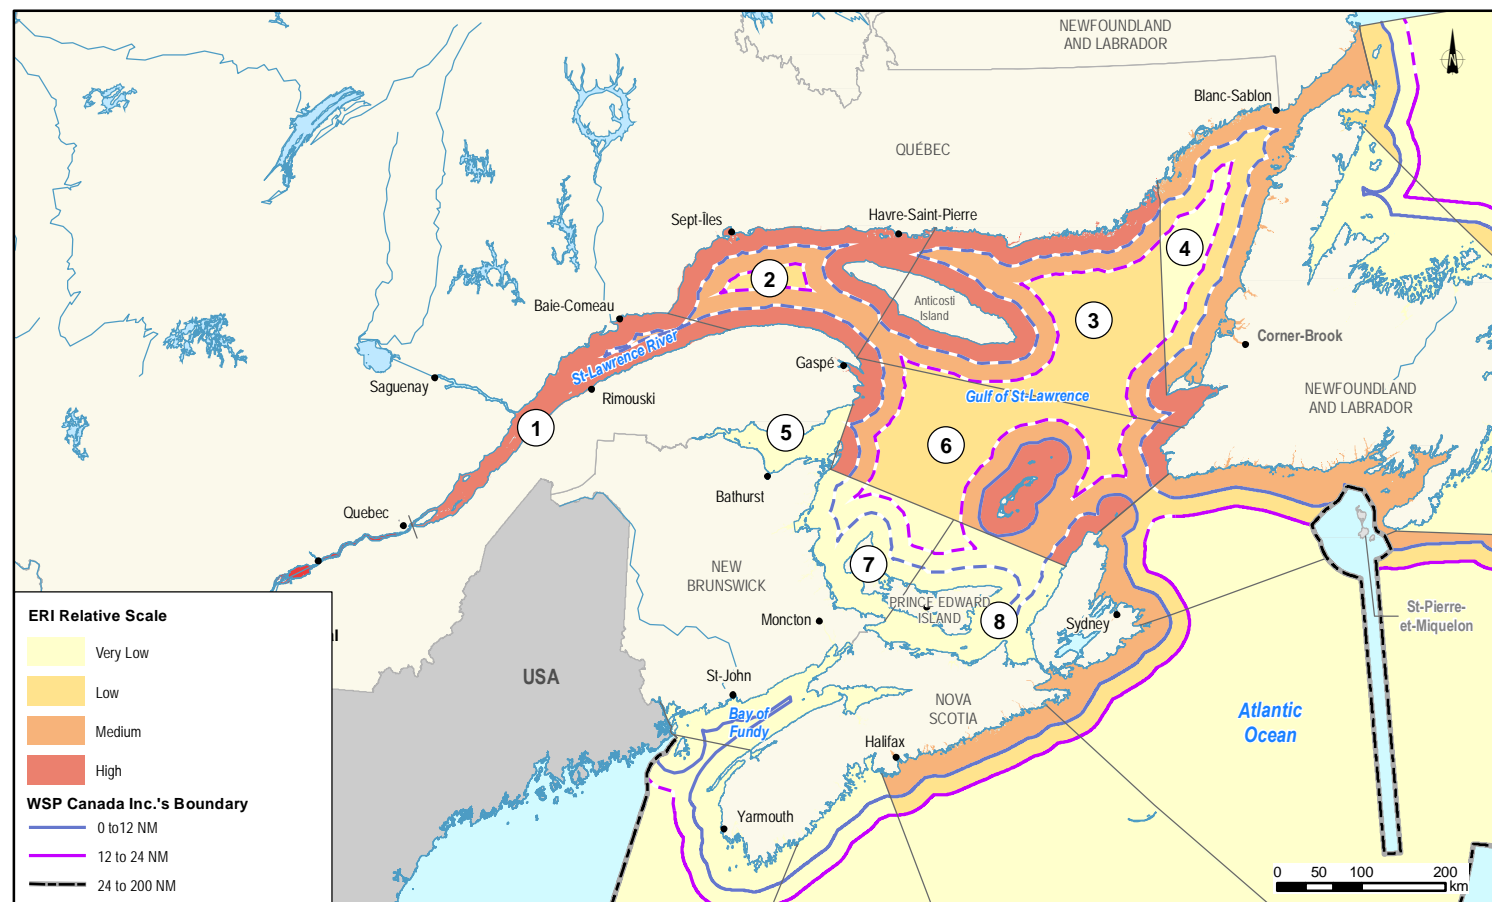 NEWFOUNDLAND
AND LABRADOR
Blanc-Sablon
QUÉBEC
Sept-Îles
Havre-Saint-Pierre
4
2
Anticosti
Island
3
Baie-Comeau
St-Lawrence River
Corner-Brook
Gaspé
Saguenay
Rimouski
Gulf of St-Lawrence
NEWFOUNDLAND
AND LABRADOR
1
5
6
Bathurst
Quebec
7
NEW
BRUNSWICK
PRINCE EDWARD
ISLAND
8
Moncton
Sydney
St-Pierre-
et-Miquelon
USA
St-John
NOVA
SCOTIA
Bay of
Fundy
Atlantic
Ocean
Halifax
Yarmouth
al
ERI Relative Scale
Very Low
Low
Medium
High
WSP Canada Inc.'s Boundary
0 to12 NM
12 to 24 NM
24 to 200 NM
0 50 100 200
km